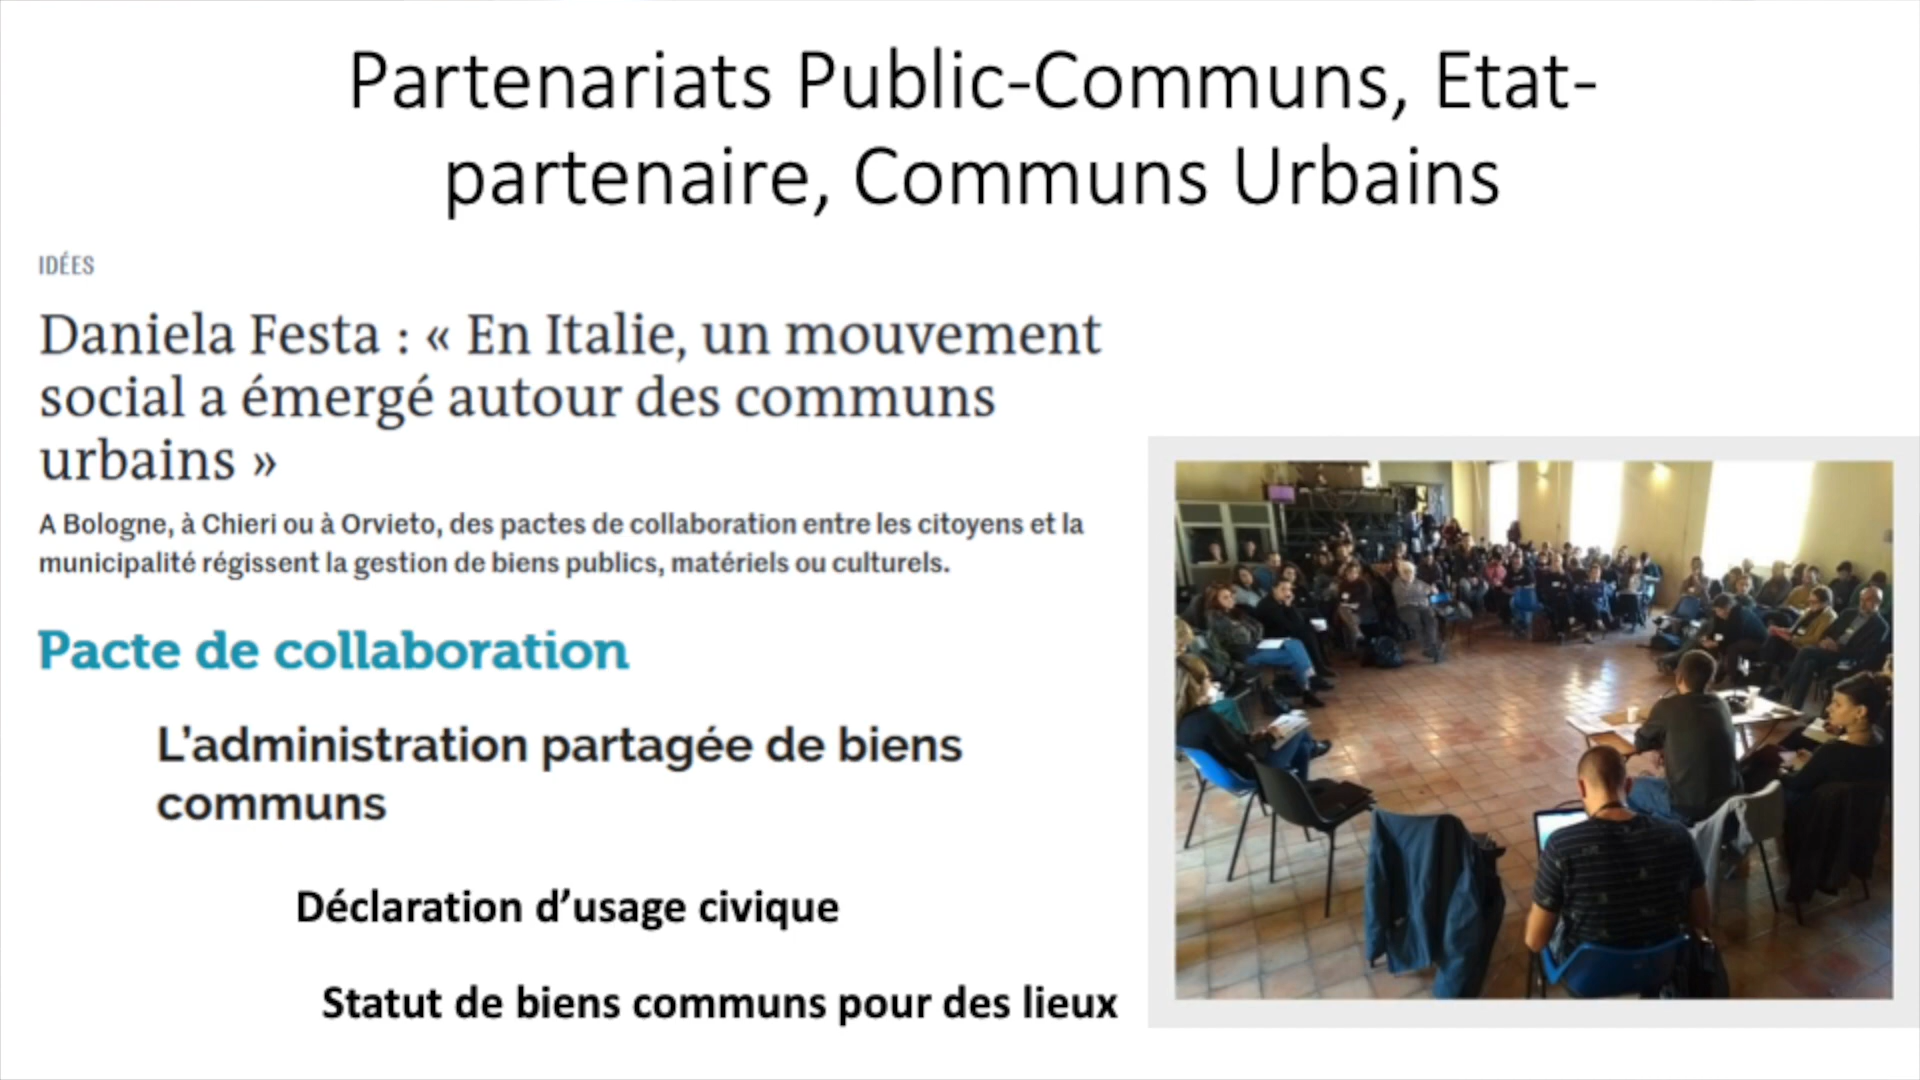 Partenariats Public-Communs, Etat-
partenaire, Communs Urbains
IDÉES
Daniela Festa : « En Italie, un mouvement
social a émergé autour des communs
urbains »
A Bologne, à Chieri ou à Orvieto, des pactes de collaboration entre les citoyens et la
municipalité régissent la gestion de biens publics, matériels ou culturels.
Pacte de collaboration
L’administration partagée de biens
communs
Déclaration d’usage civique
Statut de biens communs pour des lieux